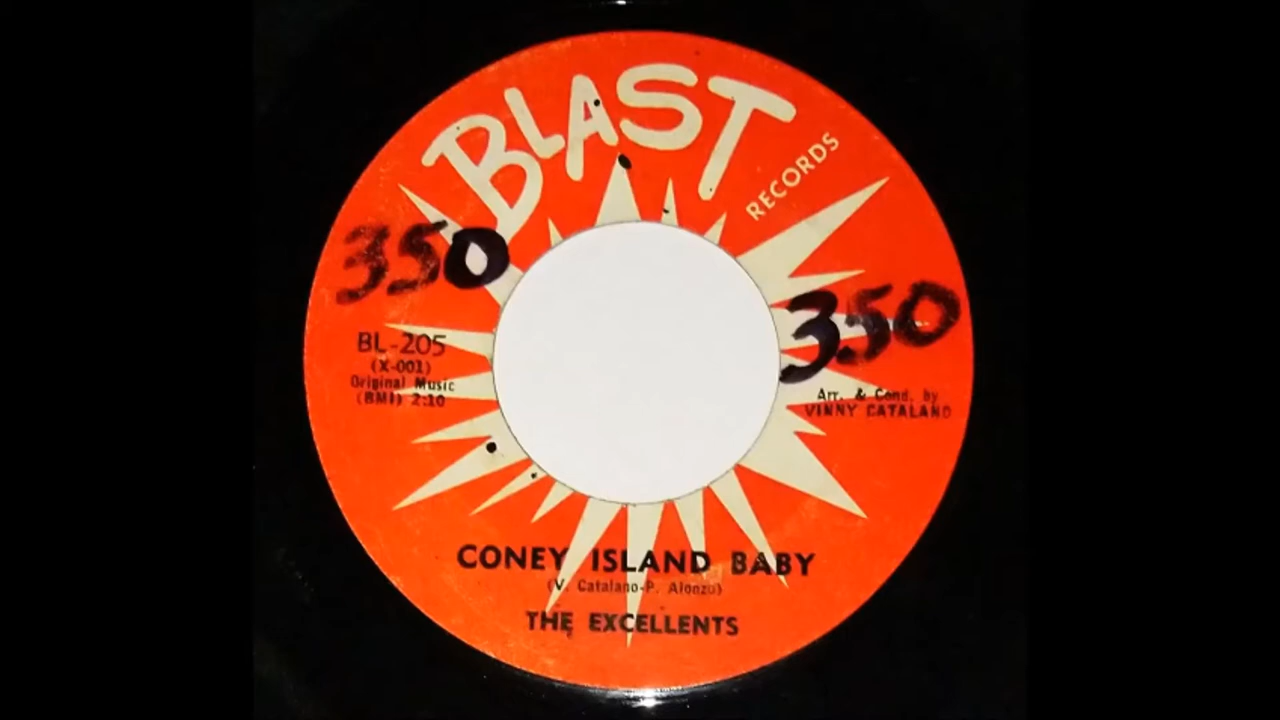 BLAST
RECORDS
350
350
BL-205
(X-001)
Original Music
(BMI) 2:10
Arr. & Cond. by
VINNY CATALANO
CONEY ISLAND BABY
(V. Catalano-P. Alonzo)
THE EXCELLENTS